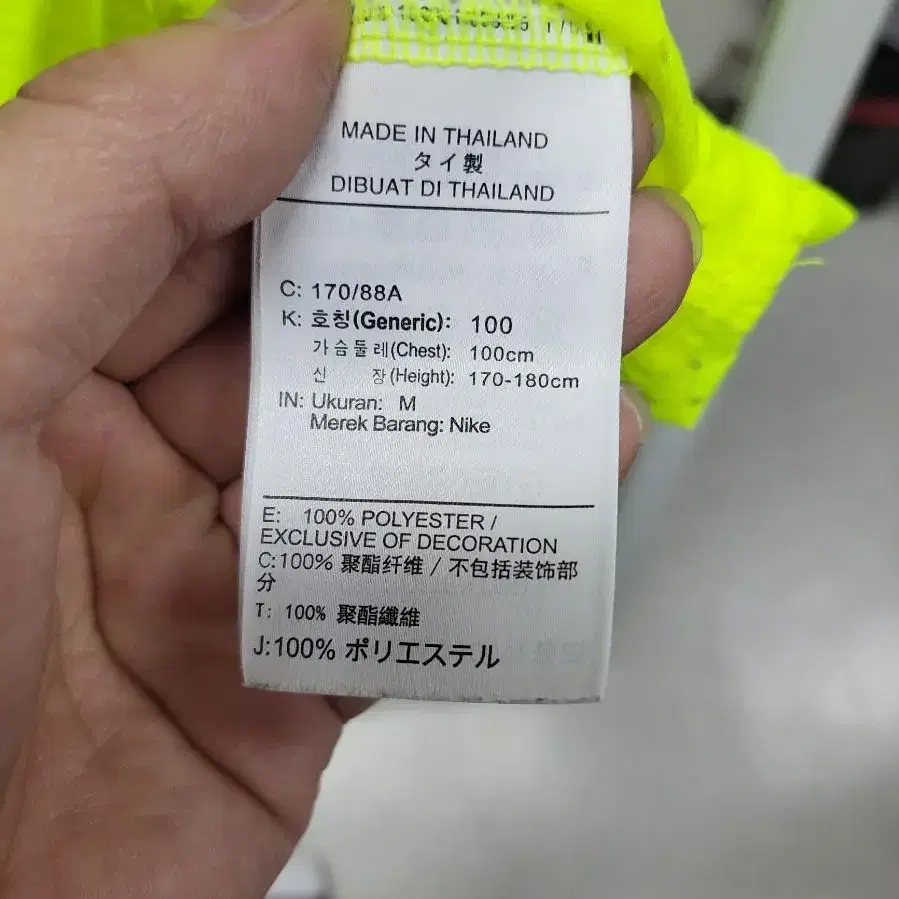 MADE IN THAILAND
タイ製
DIBUAT DI THAILAND
C: 170/88A
K: 호칭(Generic): 100
가슴둘레(Chest): 100cm
신 장(Height): 170-180cm
IN: Ukuran: M
Merek Barang: Nike
E: 100% POLYESTER /
EXCLUSIVE OF DECORATION
C:100% 聚酯纤维 / 不包括装饰部
分
T: 100% 聚酯纖維
J:100% ポリエステル